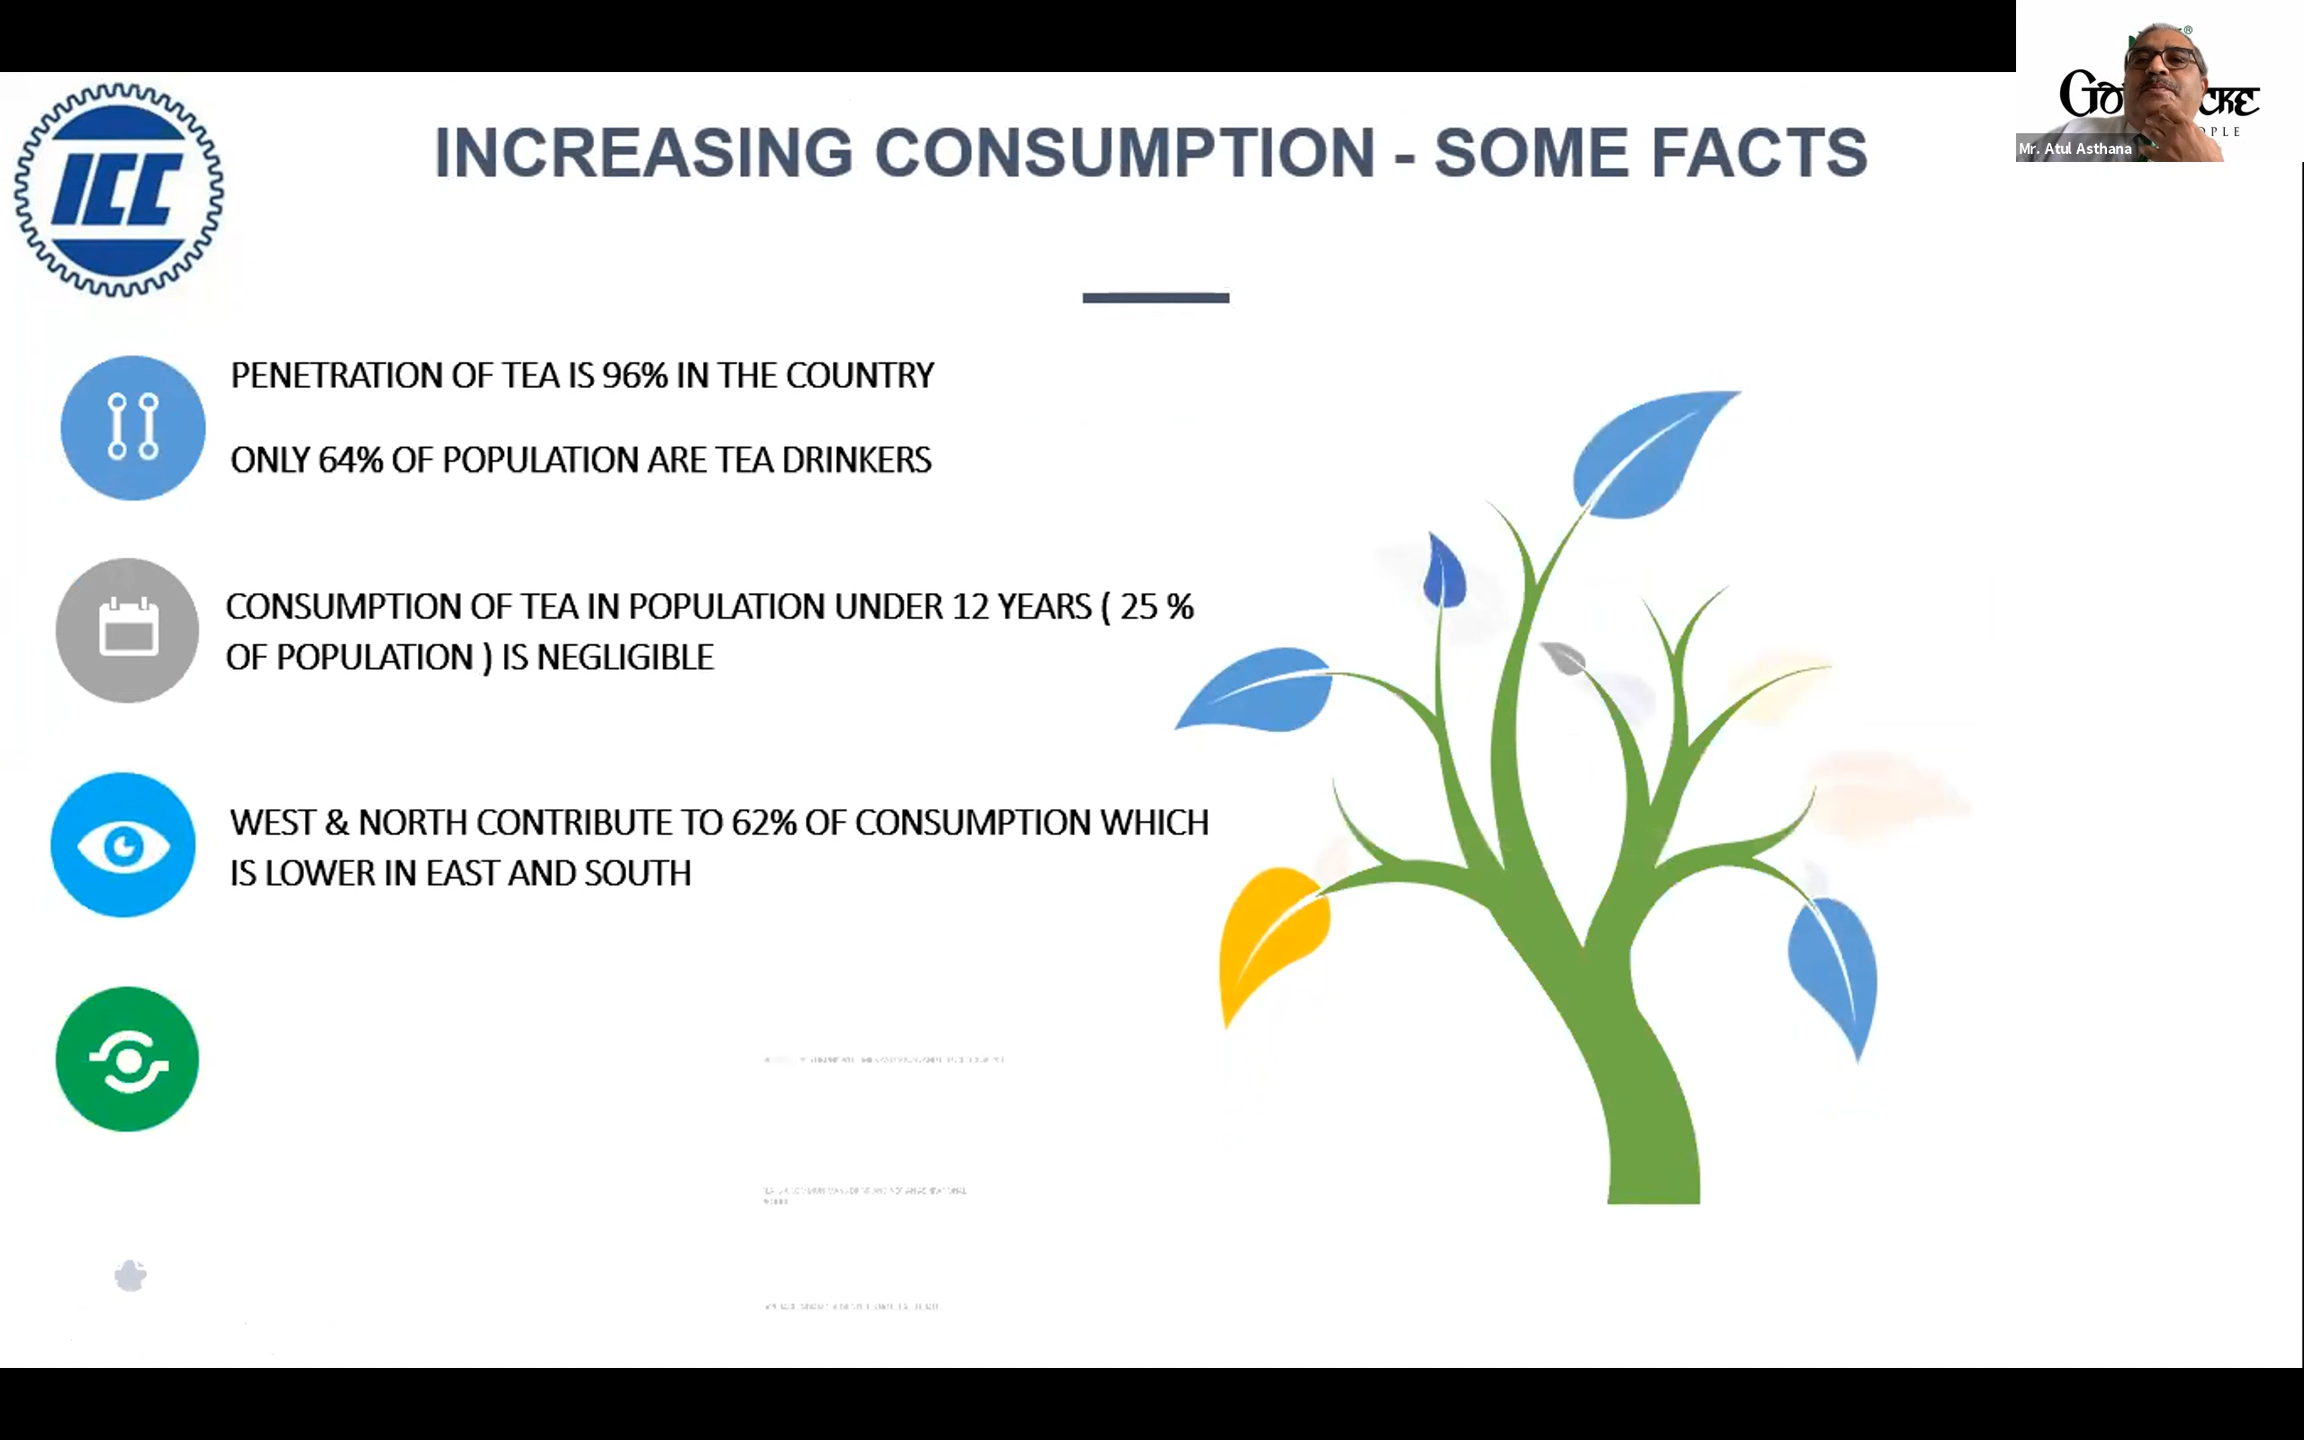 ICC
INCREASING CONSUMPTION - SOME FACTS
®
Mr. Atul Asthana
PENETRATION OF TEA IS 96% IN THE COUNTRY
ONLY 64% OF POPULATION ARE TEA DRINKERS
CONSUMPTION OF TEA IN POPULATION UNDER 12 YEARS ( 25 %
OF POPULATION ) IS NEGLIGIBLE
WEST & NORTH CONTRIBUTE TO 62% OF CONSUMPTION WHICH
IS LOWER IN EAST AND SOUTH